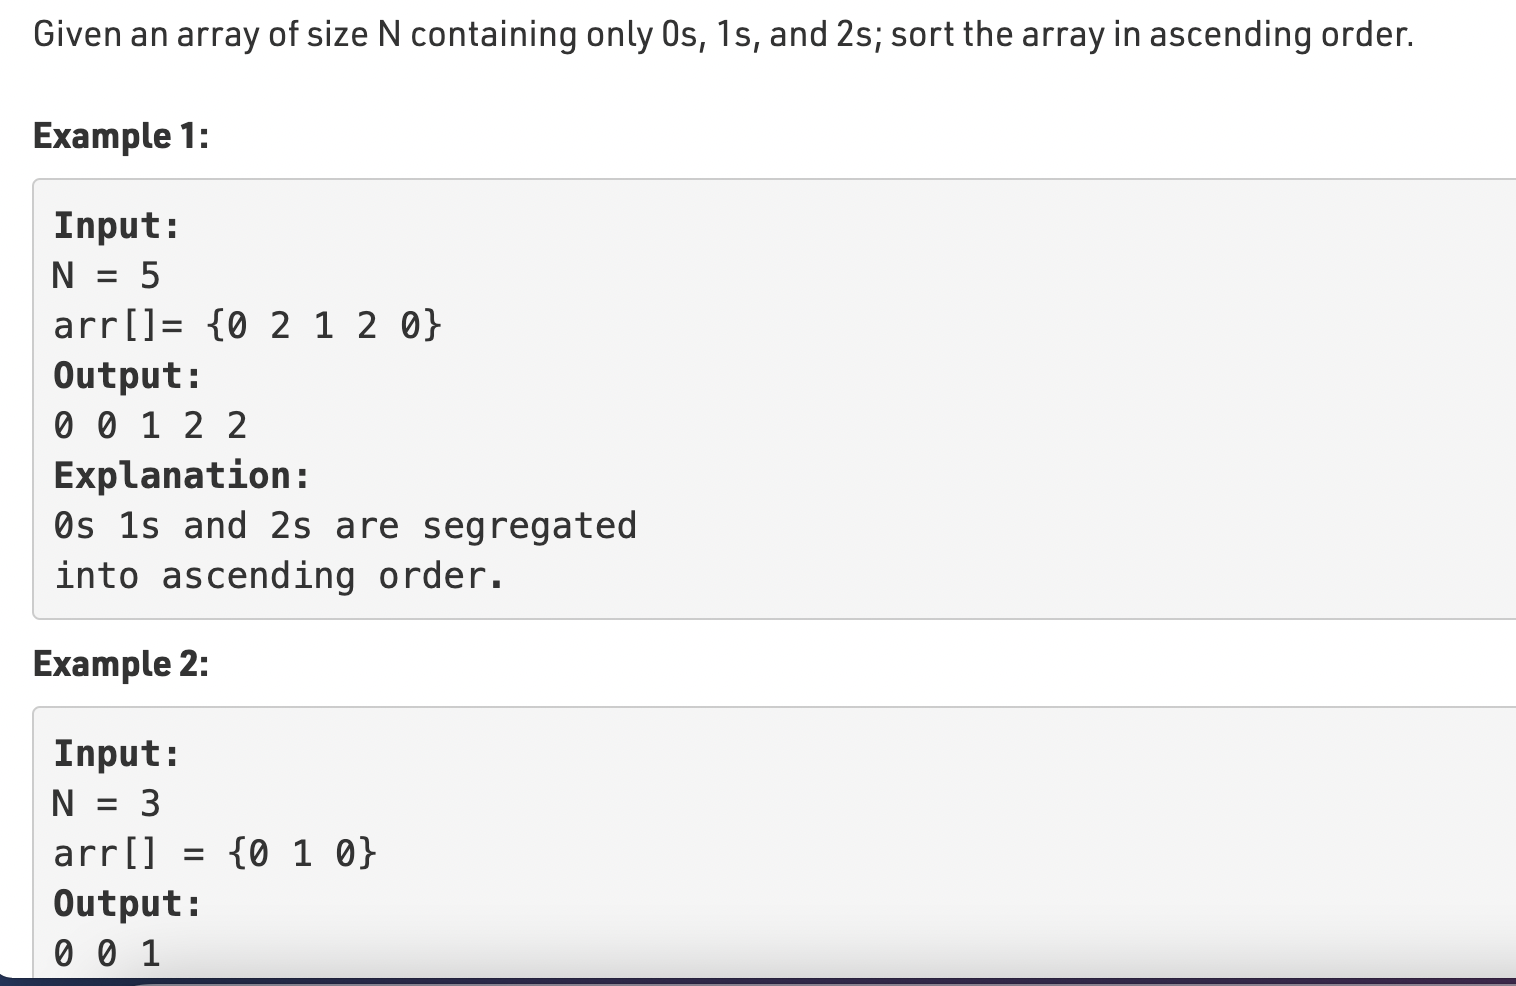 Given an array of size N containing only 0s, 1s, and 2s; sort the array in ascending order.
Example 1:
Input:
N = 5
arr[]= {0 2 1 2 0}
Output:
0 0 1 2 2
Explanation:
0s 1s and 2s are segregated
into ascending order.
Example 2:
Input:
N = 3
arr[] = {0 1 0}
Output:
0 0 1